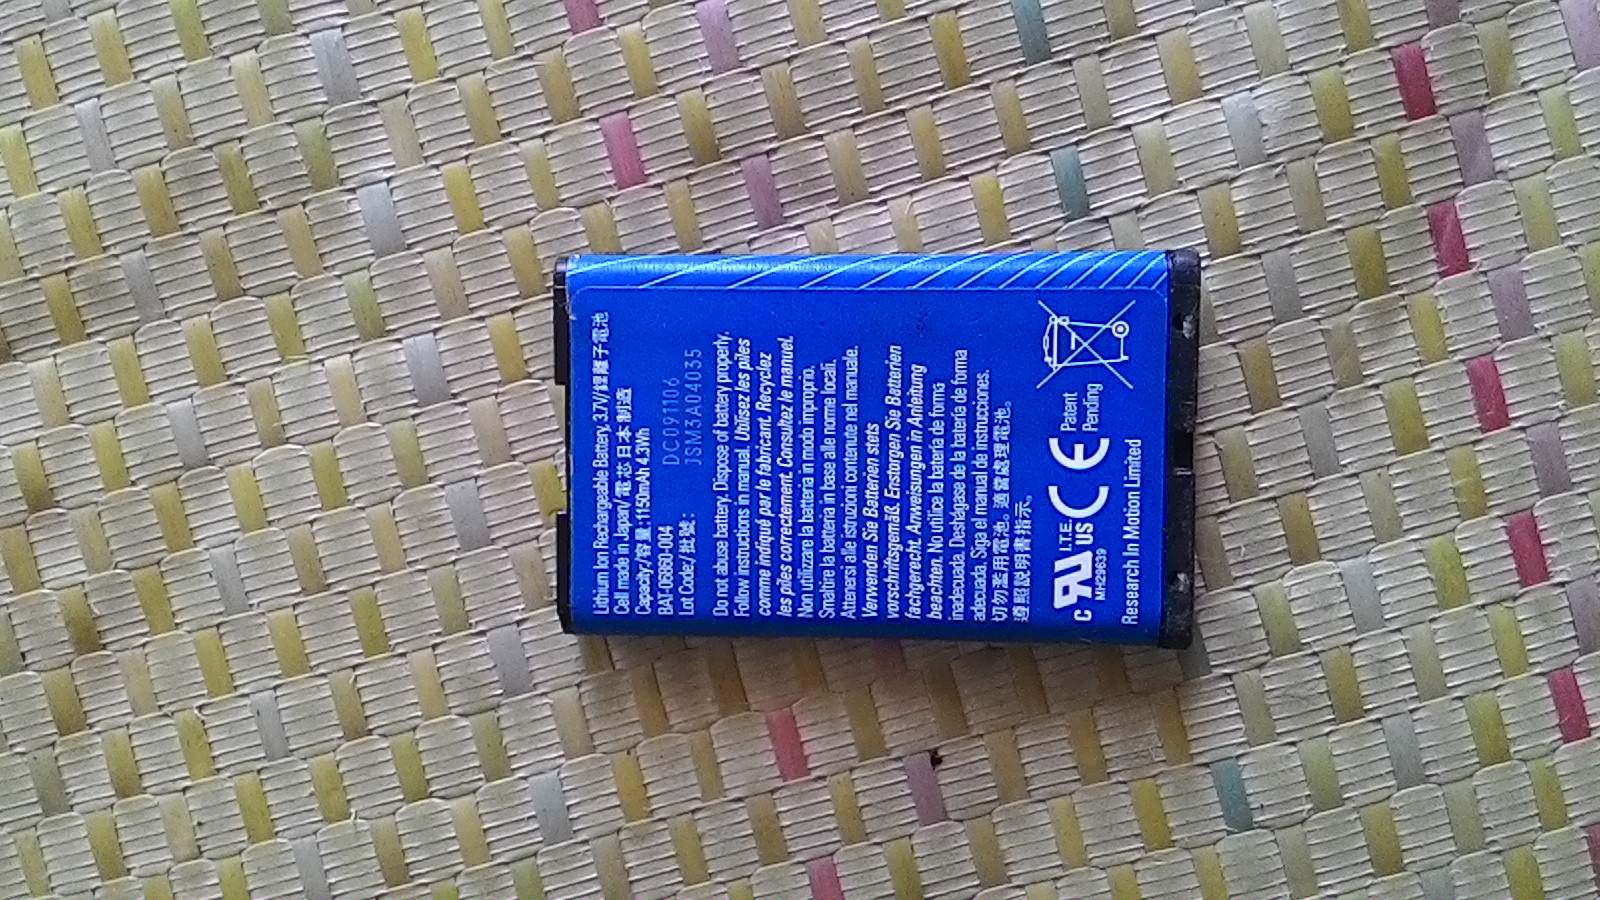 Lithium Ion Rechargeable Battery, 3.7V/鋰離子電池
Cell made in Japan/電芯日本制造
Capacity/容量:1150mAh 4.3Wh
BAT-06860-004
DC091106
Lot Code/批號:
JSM3A04035
Do not abuse battery. Dispose of battery properly.
Follow instructions in manual. Utilisez les piles
comme indiqué par le fabricant. Recyclez
les piles correctement. Consultez le manuel.
Non utilizzare la batteria in modo improprio.
Smaltire la batteria in base alle norme locali.
Attenersi alle istruzioni contenute nel manuale.
Verwenden Sie Batterien stets
vorschriftsgemäß. Enstorgen Sie Batterien
fachgerecht. Anweisungen in Anleitung
beachten. No utilice la batería de forma
inadecuada. Deshágase de la batería de forma
adecuada. Siga el manual de instrucciones.
切勿濫用電池。適當處理電池。
遵照說明書指示。
c RU US I.T.E. CE Patent Pending
MH29639
Research In Motion Limited